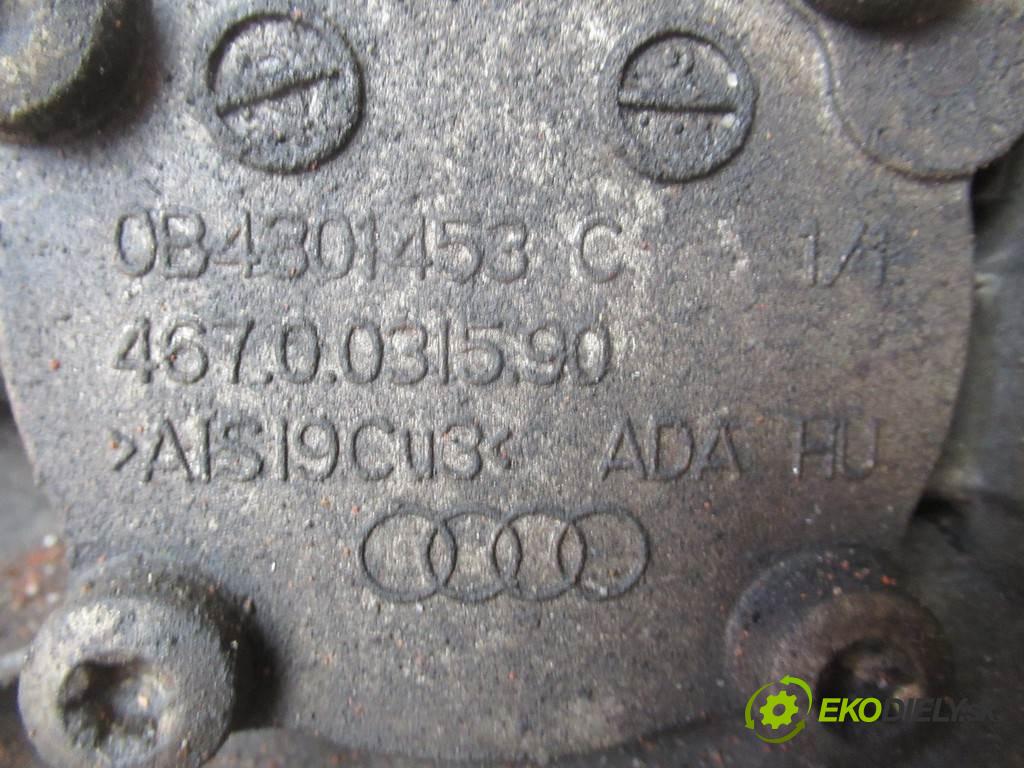 0B4301453 C 1/1
467.0.0315.90
>AlSi9Cu3< ADA HU
EKODIELY.SK